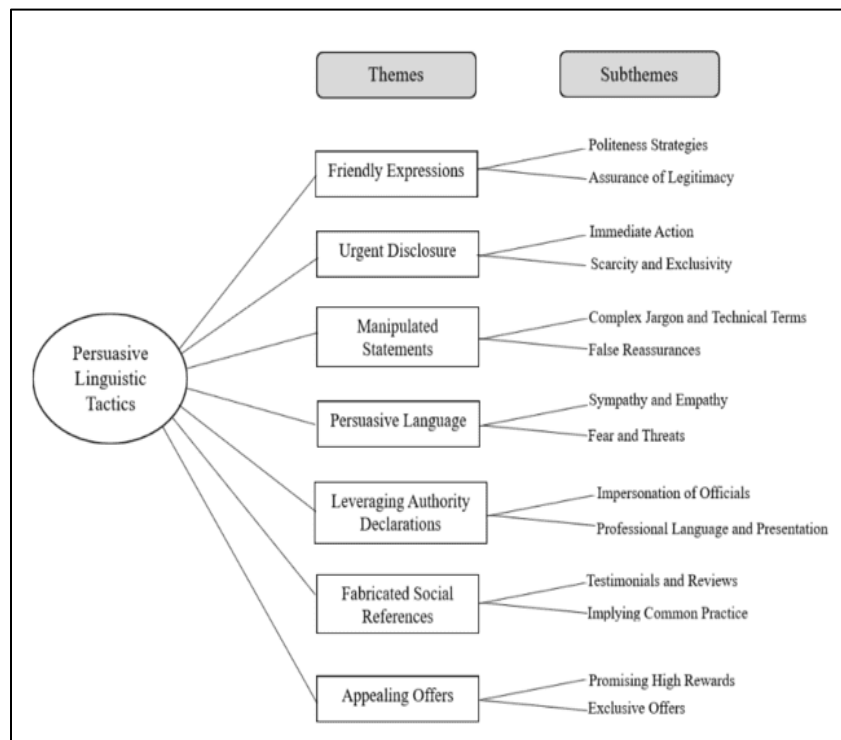 Themes
Subthemes
Persuasive
Linguistic
Tactics
Friendly Expressions
Politeness Strategies
Assurance of Legitimacy
Urgent Disclosure
Immediate Action
Scarcity and Exclusivity
Manipulated
Statements
Complex Jargon and Technical Terms
False Reassurances
Persuasive Language
Sympathy and Empathy
Fear and Threats
Leveraging Authority
Declarations
Impersonation of Officials
Professional Language and Presentation
Fabricated Social
References
Testimonials and Reviews
Implying Common Practice
Appealing Offers
Promising High Rewards
Exclusive Offers